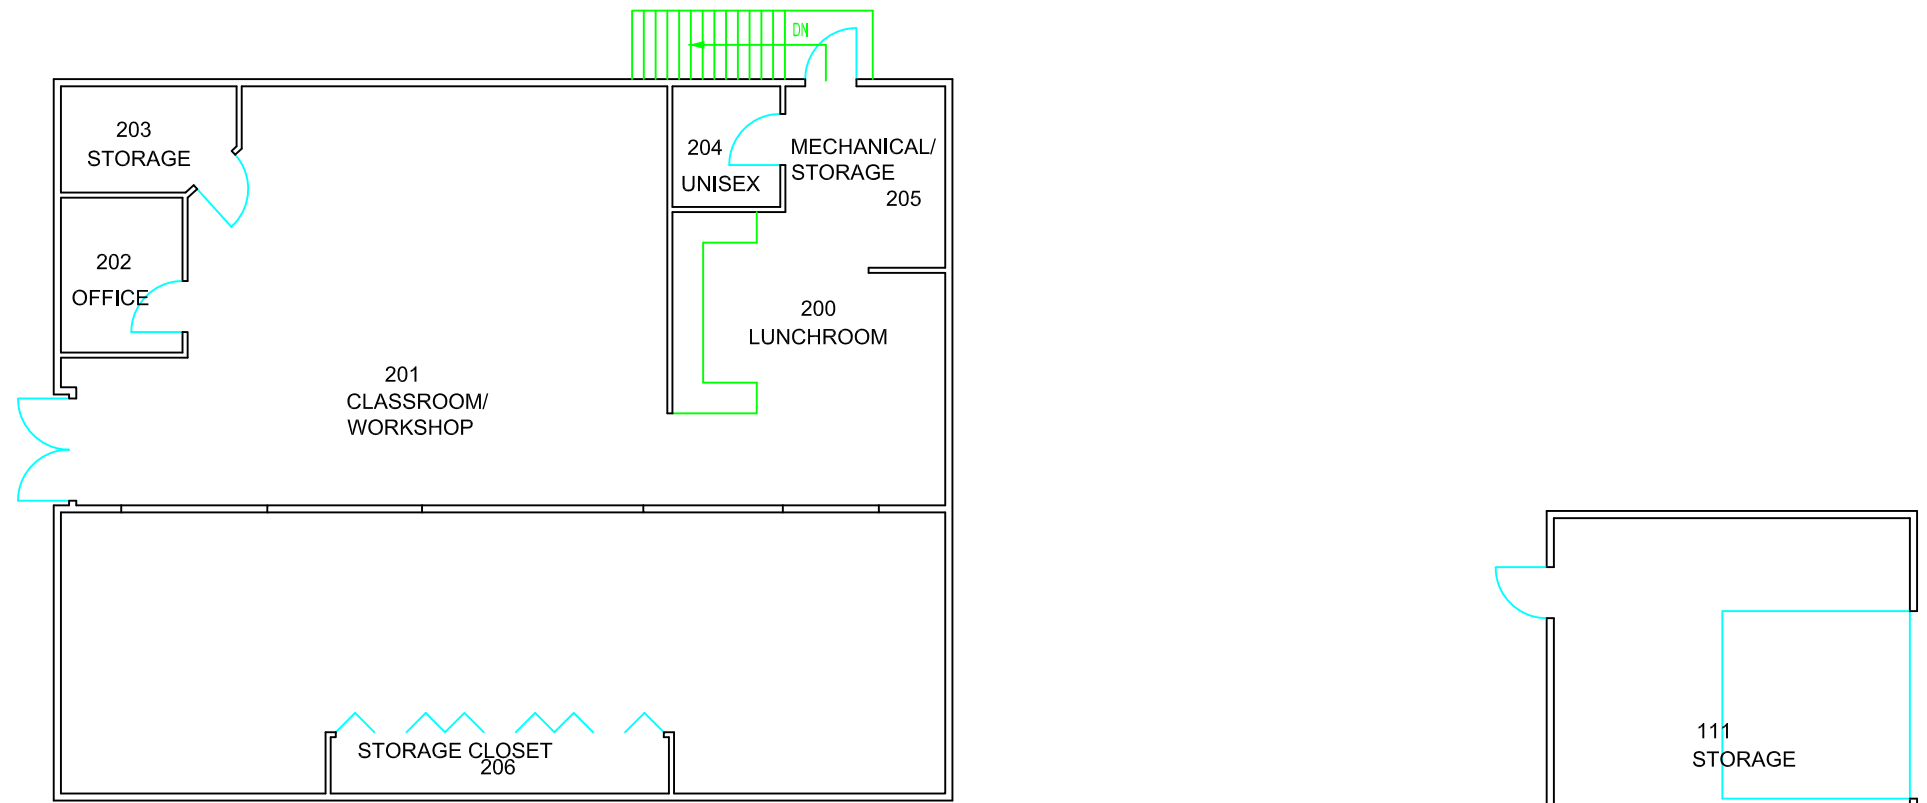 DN
203
STORAGE
204
UNISEX
MECHANICAL/
STORAGE
205
202
OFFICE
200
LUNCHROOM
201
CLASSROOM/
WORKSHOP
STORAGE CLOSET
206
111
STORAGE